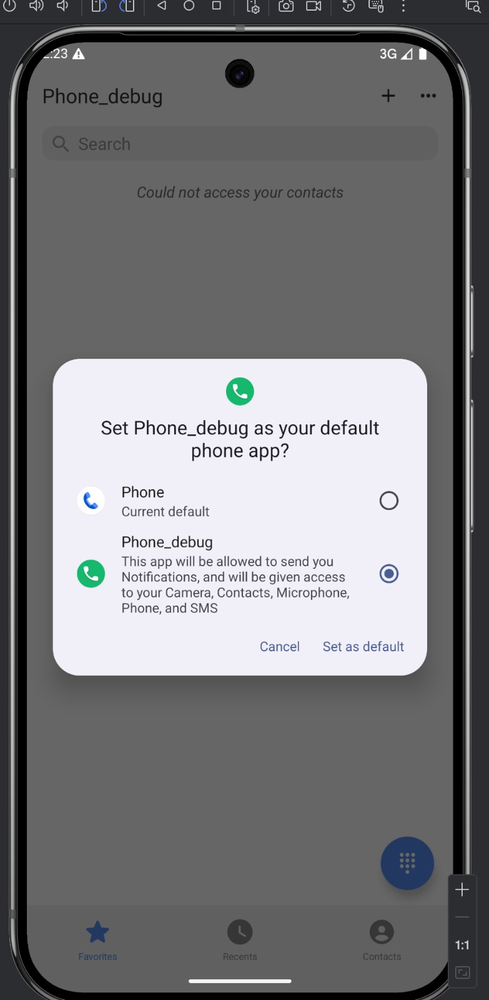 :23
3G
Phone_debug
Search
Could not access your contacts
Set Phone_debug as your default
phone app?
Phone
Current default
Phone_debug
This app will be allowed to send you
Notifications, and will be given access
to your Camera, Contacts, Microphone,
Phone, and SMS
Cancel
Set as default
1:1
Favorites
Recents
Contacts